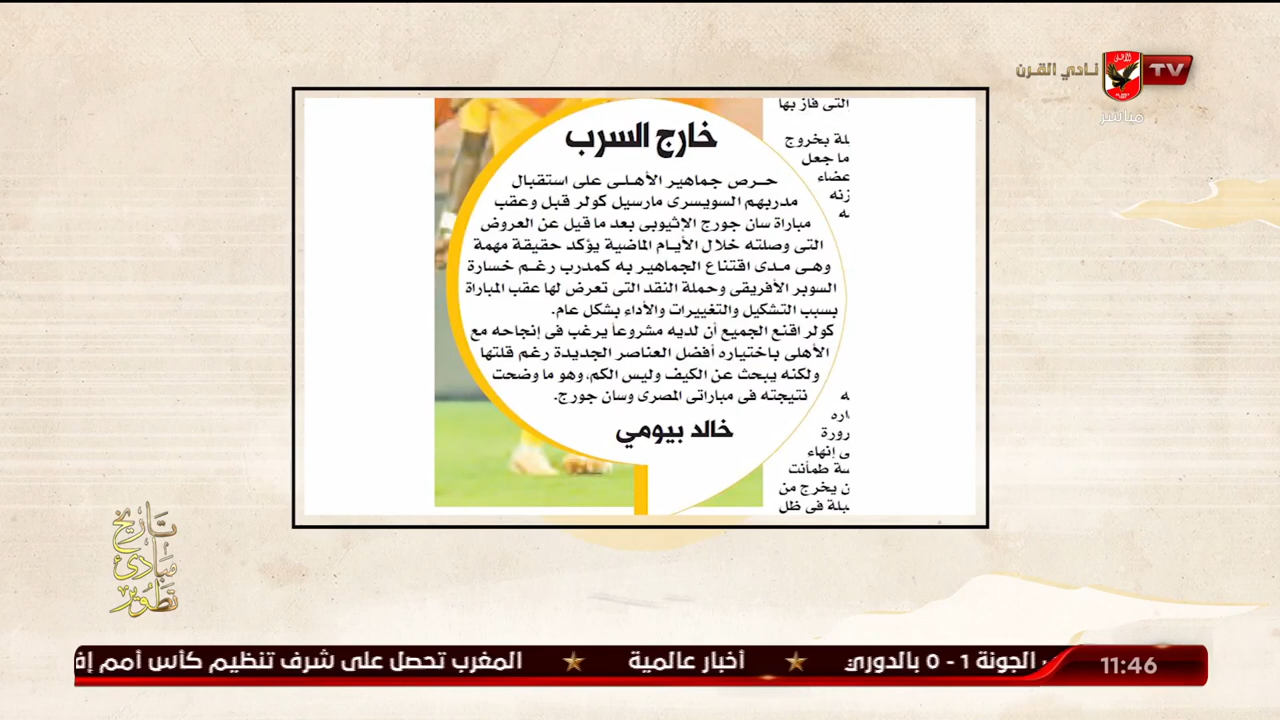 TV
نادي القرن
مباشر
التى فاز بها
بخروج
ما جعل
خارج السرب
حرص جماهير الأهلى على استقبال
مدربهم السويسرى مارسيل كولر قبل وعقب
مباراة سان جورج الإثيوبى بعد ما قيل عن العروض
التى وصلته خلال الأيام الماضية يؤكد حقيقة مهمة
وهى مدى اقتناع الجماهير به كمدرب رغم خسارة
السوبر الأفريقى وحملة النقد التى تعرض لها عقب المباراة
بسبب التشكيل والتغييرات والأداء بشكل عام.
كولر اقنع الجميع أن لديه مشروعاً يرغب فى إنجاحه مع
الأهلى باختياره أفضل العناصر الجديدة رغم قلتها
ولكنه يبحث عن الكيف وليس الكم، وهو ما وضحت
نتيجته فى مباراتى المصرى وسان جورج.
خالد بيومي
إنهاء
طمأنت
يخرج من
فى ظل
تاريخ
مبادئ
تطوير
الجونة 1 - 0 بالدوري ★ أخبار عالمية ★ المغرب تحصل على شرف تنظيم كأس أمم
11:46